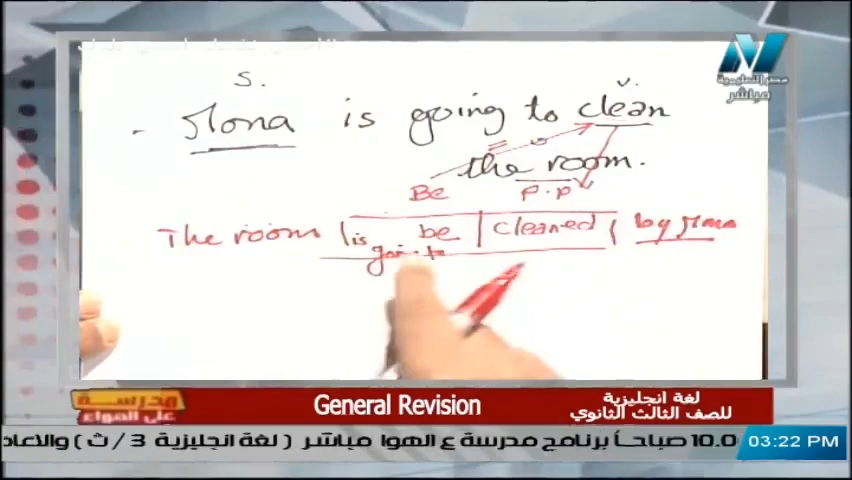 مصر التعليمية
مباشر
S. v.
- Mona is going to clean
the room.
Be P.P
The room is be cleaned by Mona
going to
مدرسة
على الهواء
General Revision
لغة انجليزية
للصف الثالث الثانوي
10.0 صباحاً برنامج مدرسة ع الهوا مباشر ( لغة انجليزية 3 / ث ) والاعاد
03:22 PM